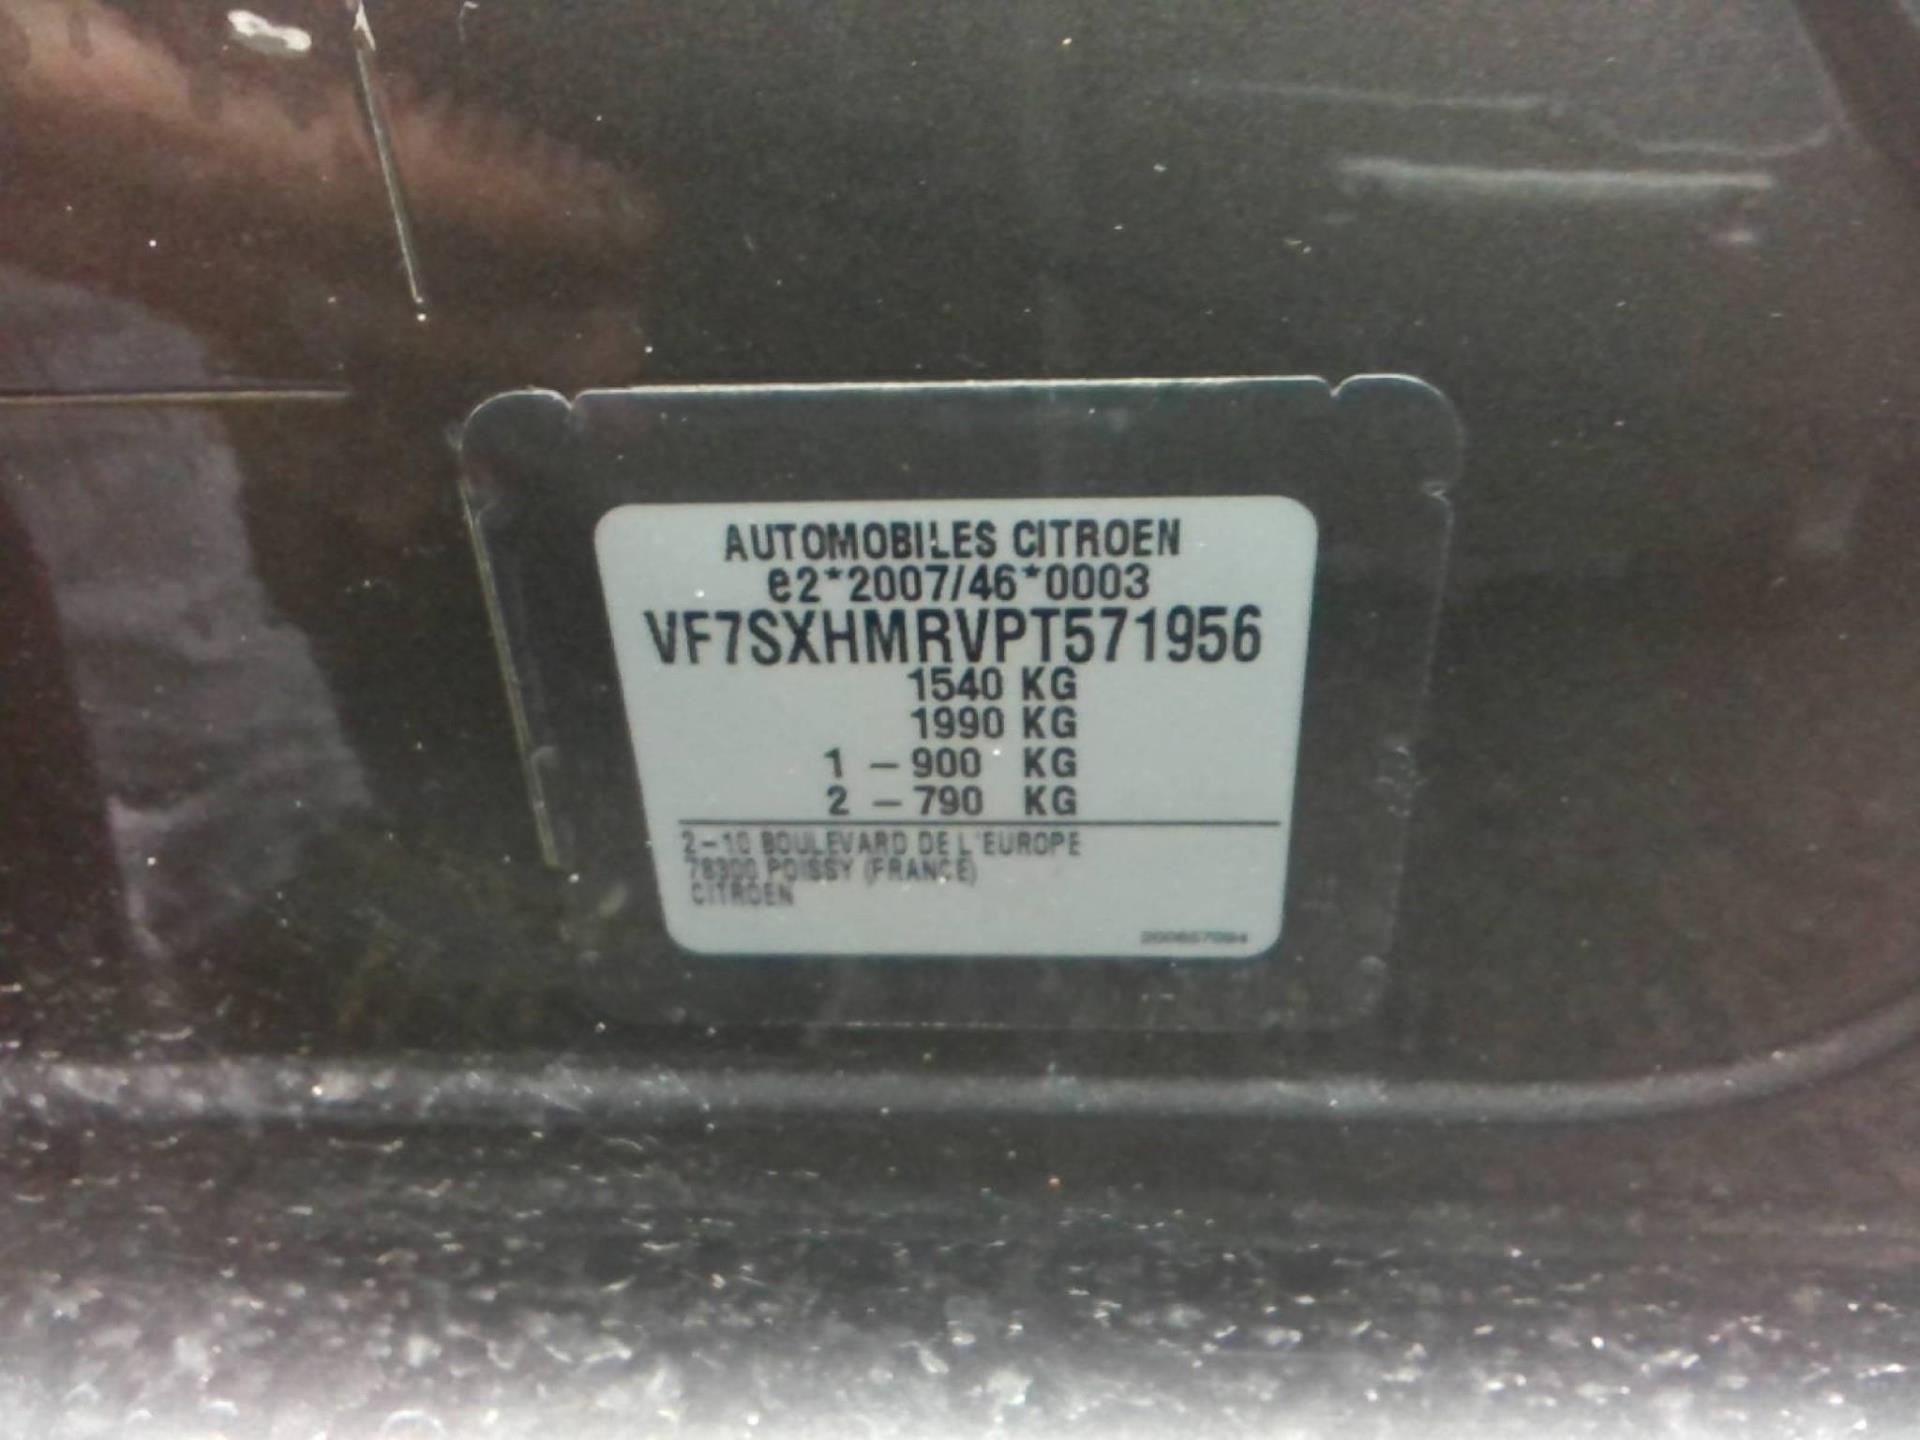 AUTOMOBILES CITROEN
e2*2007/46*0003
VF7SXHMRVPT571956
1540 KG
1990 KG
1 - 900 KG
2 - 790 KG
2-10 BOULEVARD DE L'EUROPE
78300 POISSY (FRANCE)
CITROEN